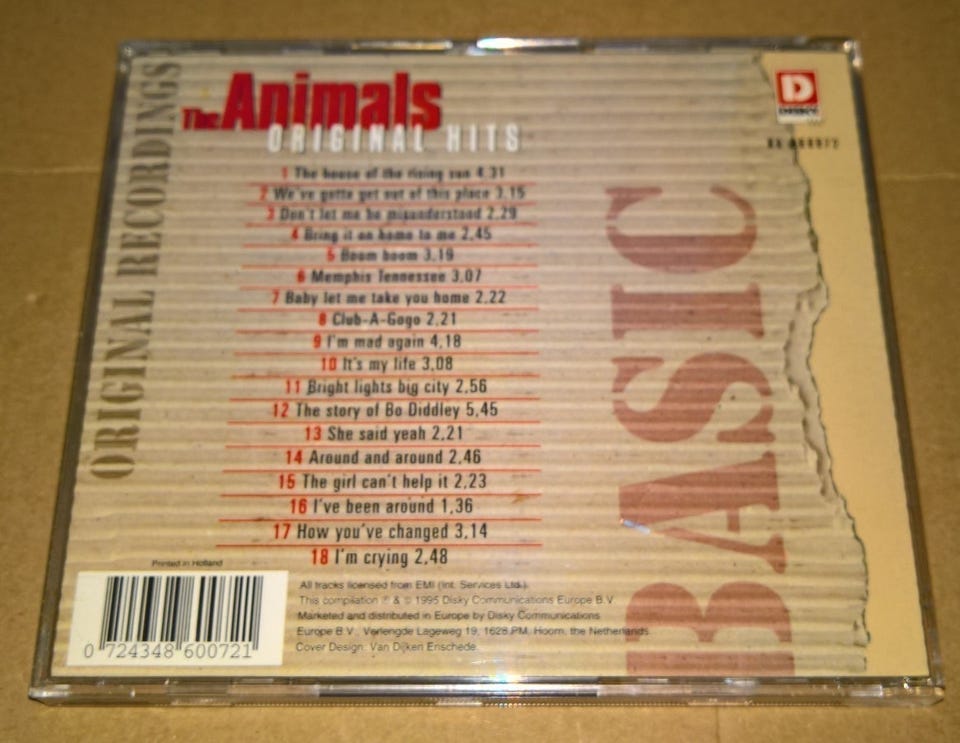 The Animals
ORIGINAL HITS
ORIGINAL RECORDINGS
D
DISKY
1 The house of the rising sun 4,31
2 We've gotta get out of this place 3,15
3 Don't let me be misunderstood 2,29
4 Bring it on home to me 2,45
5 Boom boom 3,19
6 Memphis Tennessee 3,07
7 Baby let me take you home 2,22
8 Club-A-Gogo 2,21
9 I'm mad again 4,18
10 It's my life 3,08
11 Bright lights big city 2,56
12 The story of Bo Diddley 5,45
13 She said yeah 2,21
14 Around and around 2,46
15 The girl can't help it 2,23
16 I've been around 1,36
17 How you've changed 3,14
18 I'm crying 2,48
BASIC
Printed in Holland
0 724348 600721
All tracks licensed from EMI (Int. Services Ltd.)
This compilation ℗ & © 1995 Disky Communications Europe B.V
Marketed and distributed in Europe by Disky Communications
Europe B.V., Verlengde Lageweg 19, 1628 PM, Hoorn, the Netherlands
Cover Design: Van Dijken Enschede.